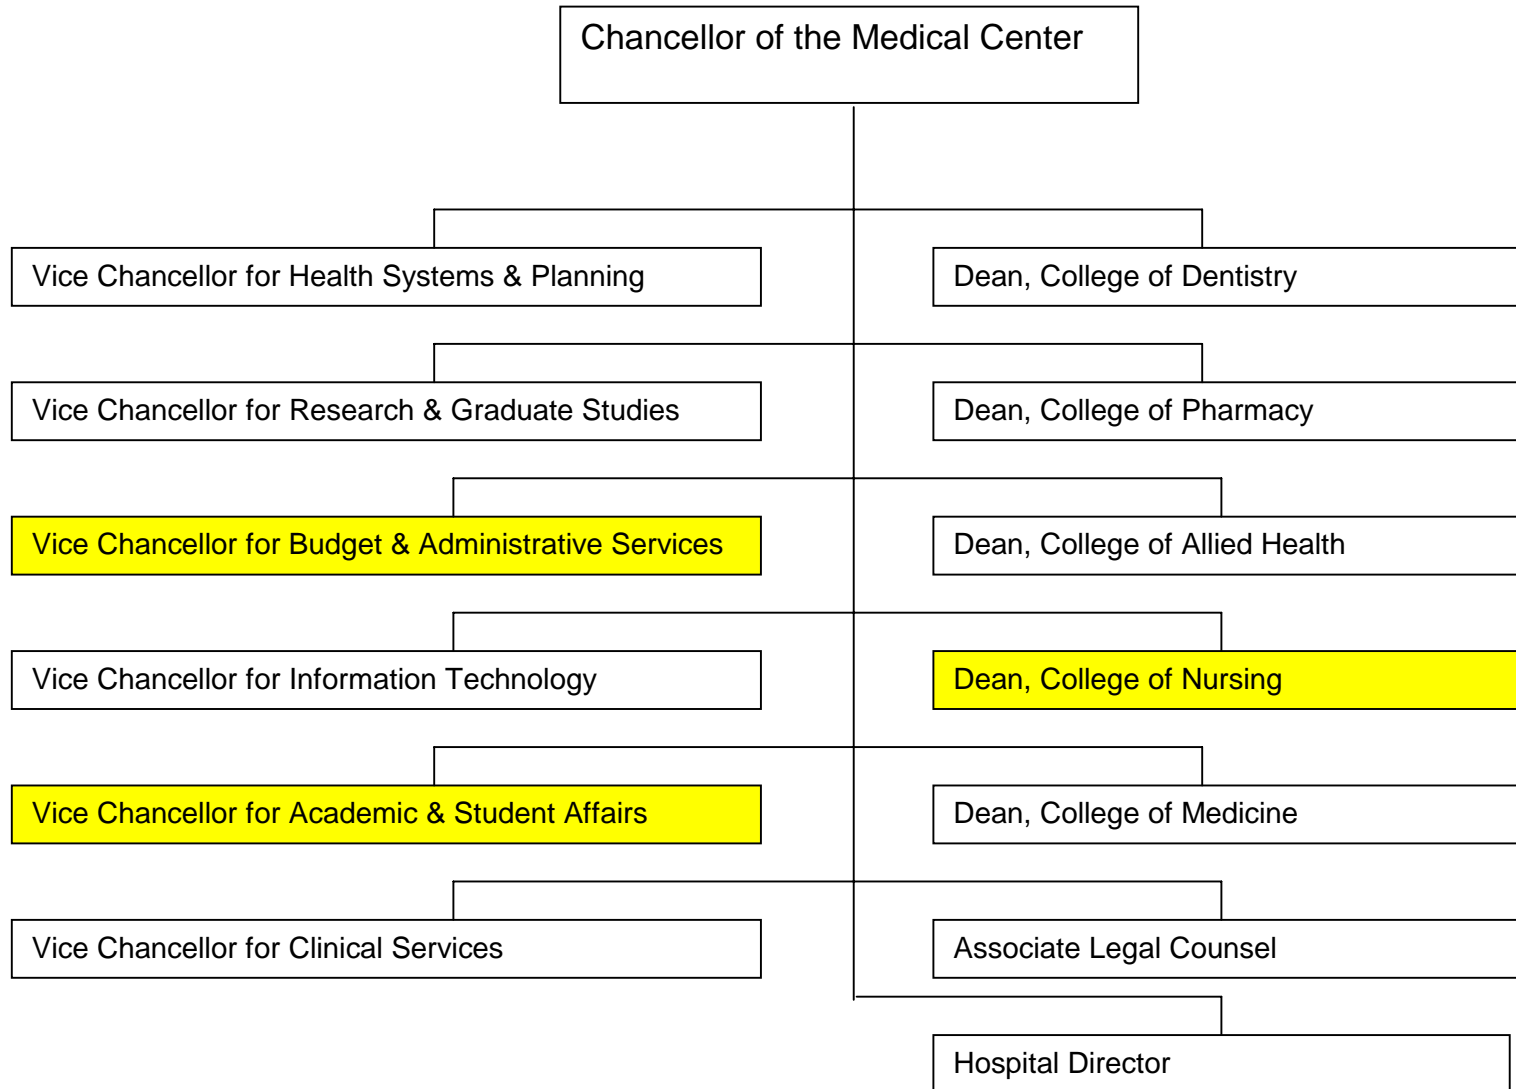 Chancellor of the Medical Center
Vice Chancellor for Health Systems & Planning
Dean, College of Dentistry
Vice Chancellor for Research & Graduate Studies
Dean, College of Pharmacy
Vice Chancellor for Budget & Administrative Services
Dean, College of Allied Health
Vice Chancellor for Information Technology
Dean, College of Nursing
Vice Chancellor for Academic & Student Affairs
Dean, College of Medicine
Vice Chancellor for Clinical Services
Associate Legal Counsel
Hospital Director